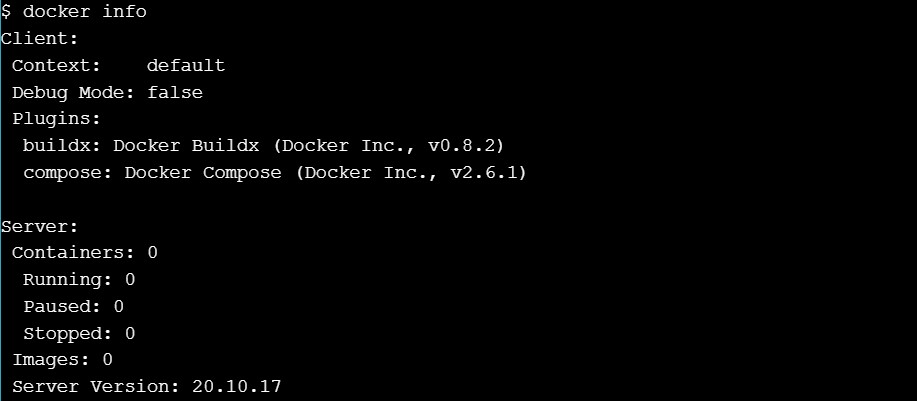 $ docker info
Client:
 Context:    default
 Debug Mode: false
 Plugins:
  buildx: Docker Buildx (Docker Inc., v0.8.2)
  compose: Docker Compose (Docker Inc., v2.6.1)

Server:
 Containers: 0
  Running: 0
  Paused: 0
  Stopped: 0
 Images: 0
 Server Version: 20.10.17